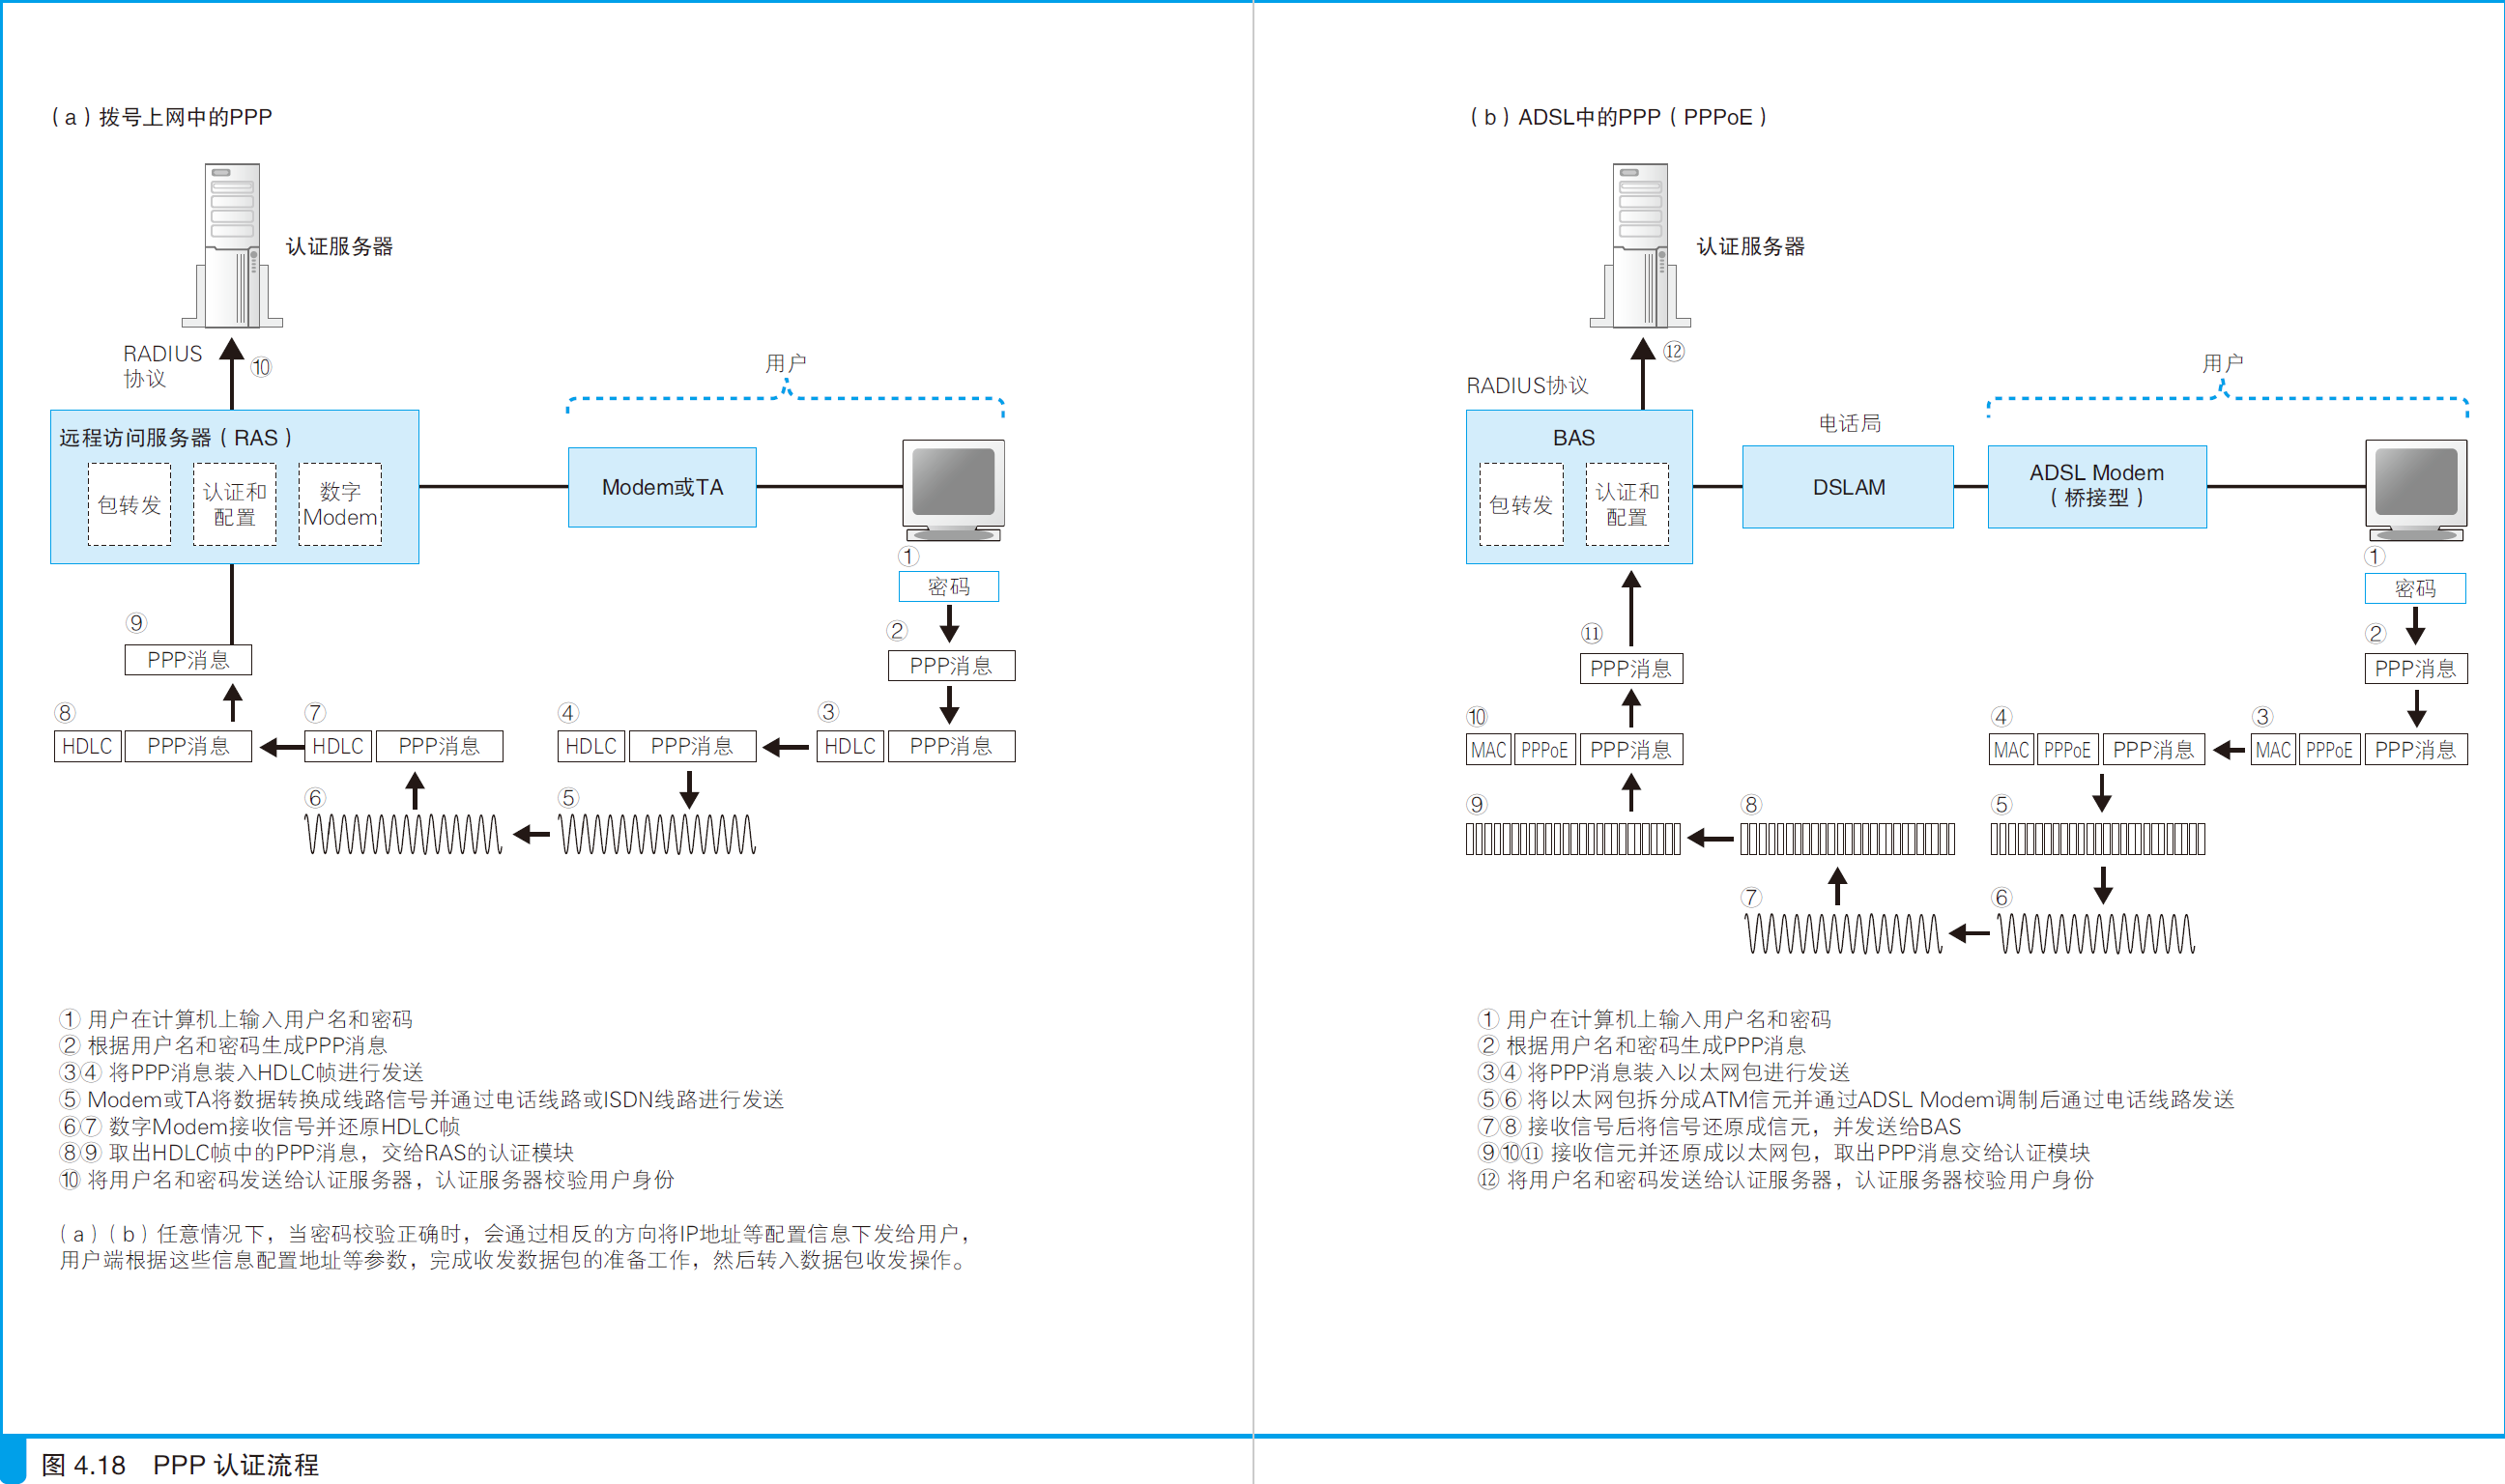 (a)拨号上网中的PPP
认证服务器
RADIUS
协议
⑩
用户
远程访问服务器(RAS)
包转发
认证和
配置
数字
Modem
Modem或TA
①
密码
②
PPP消息
⑨
PPP消息
⑧
HDLC PPP消息
⑦
HDLC PPP消息
④
HDLC PPP消息
③
HDLC PPP消息
⑥
⑤
① 用户在计算机上输入用户名和密码
② 根据用户名和密码生成PPP消息
③④ 将PPP消息装入HDLC帧进行发送
⑤ Modem或TA将数据转换成线路信号并通过电话线路或ISDN线路进行发送
⑥⑦ 数字Modem接收信号并还原HDLC帧
⑧⑨ 取出HDLC帧中的PPP消息，交给RAS的认证模块
⑩ 将用户名和密码发送给认证服务器，认证服务器校验用户身份
(a)(b)任意情况下，当密码校验正确时，会通过相反的方向将IP地址等配置信息下发给用户，
用户端根据这些信息配置地址等参数，完成收发数据包的准备工作，然后转入数据包收发操作。
(b)ADSL中的PPP(PPPoE)
认证服务器
⑫
RADIUS协议
用户
BAS
包转发
认证和
配置
电话局
DSLAM
ADSL Modem
(桥接型)
①
密码
②
PPP消息
⑪
PPP消息
⑩
MAC PPPoE PPP消息
④
MAC PPPoE PPP消息
③
MAC PPPoE PPP消息
⑨
⑧
⑤
⑦
⑥
① 用户在计算机上输入用户名和密码
② 根据用户名和密码生成PPP消息
③④ 将PPP消息装入以太网包进行发送
⑤⑥ 将以太网包拆分成ATM信元并通过ADSL Modem调制后通过电话线路发送
⑦⑧ 接收信号后将信号还原成信元，并发送给BAS
⑨⑩⑪ 接收信元并还原成以太网包，取出PPP消息交给认证模块
⑫ 将用户名和密码发送给认证服务器，认证服务器校验用户身份
图 4.18 PPP 认证流程